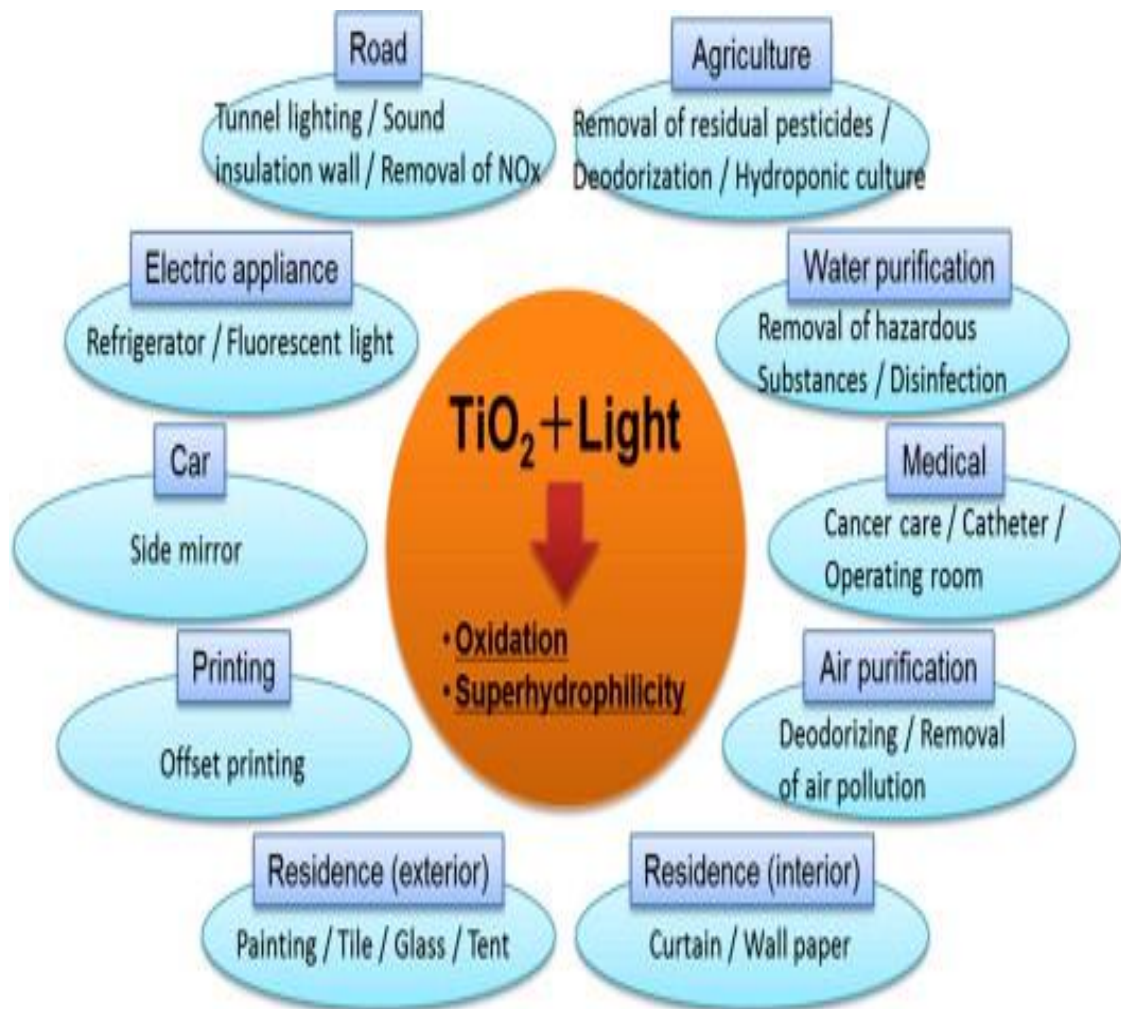 Road
Tunnel lighting / Sound
insulation wall / Removal of NOx
Agriculture
Removal of residual pesticides /
Deodorization / Hydroponic culture
Electric appliance
Refrigerator / Fluorescent light
Water purification
Removal of hazardous
Substances / Disinfection
TiO₂+Light
• Oxidation
• Superhydrophilicity
Car
Side mirror
Medical
Cancer care / Catheter /
Operating room
Printing
Offset printing
Air purification
Deodorizing / Removal
of air pollution
Residence (exterior)
Painting / Tile / Glass / Tent
Residence (interior)
Curtain / Wall paper